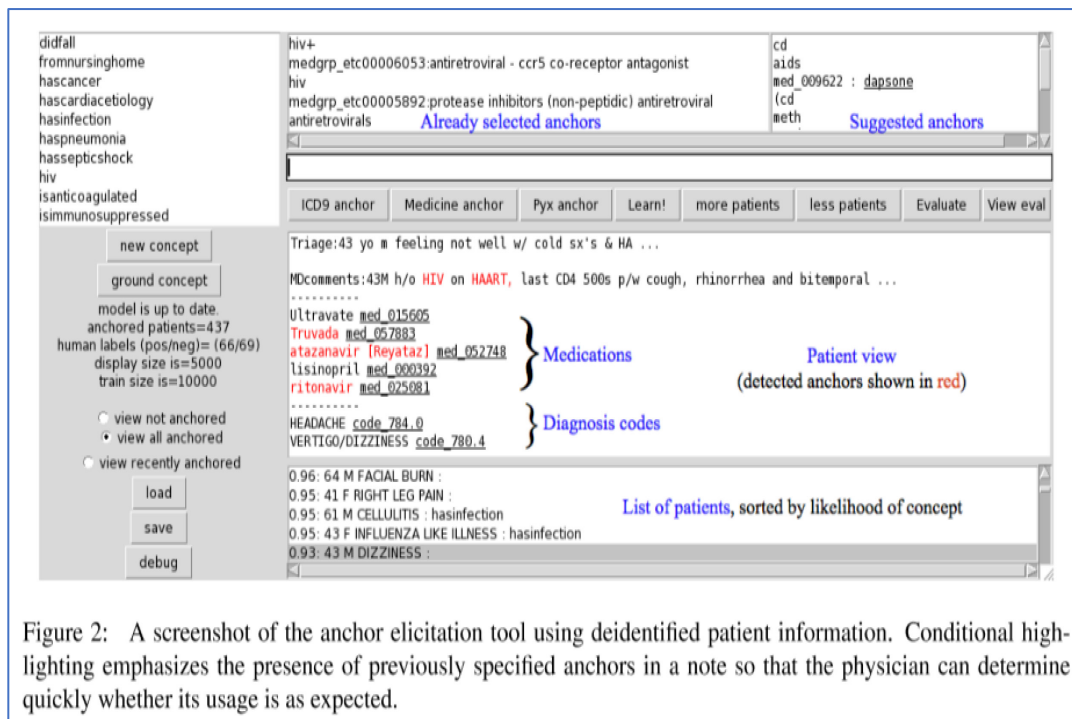 didfall
fromnursinghome
hascancer
hascardiacetiology
hasinfection
haspneumonia
hassepticshock
hiv
isanticoagulated
isimmunosuppressed
hiv+
medgrp_etc00006053:antiretroviral - ccr5 co-receptor antagonist
hiv
medgrp_etc00005892:protease inhibitors (non-peptidic) antiretroviral
antiretrovirals
Already selected anchors
cd
aids
med_009622 : dapsone
(cd
meth
Suggested anchors
ICD9 anchor Medicine anchor Pyx anchor Learn! more patients less patients Evaluate View eval
new concept
ground concept
model is up to date.
anchored patients=437
human labels (pos/neg)= (66/69)
display size is=5000
train size is=10000
view not anchored
view all anchored
view recently anchored
load
save
debug
Triage:43 yo m feeling not well w/ cold sx's & HA ...
MDcomments:43M h/o HIV on HAART, last CD4 500s p/w cough, rhinorrhea and bitemporal ...
----------
Ultravate med_015605
Truvada med_057883
atazanavir [Reyataz] med_052748
lisinopril med_000392
ritonavir med_025081
----------
HEADACHE code_784.0
VERTIGO/DIZZINESS code_780.4
Medications
Diagnosis codes
Patient view
(detected anchors shown in red)
0.96: 64 M FACIAL BURN :
0.95: 41 F RIGHT LEG PAIN :
0.95: 61 M CELLULITIS : hasinfection
0.95: 43 F INFLUENZA LIKE ILLNESS : hasinfection
0.93: 43 M DIZZINESS :
List of patients, sorted by likelihood of concept
Figure 2: A screenshot of the anchor elicitation tool using deidentified patient information. Conditional high-
lighting emphasizes the presence of previously specified anchors in a note so that the physician can determine
quickly whether its usage is as expected.